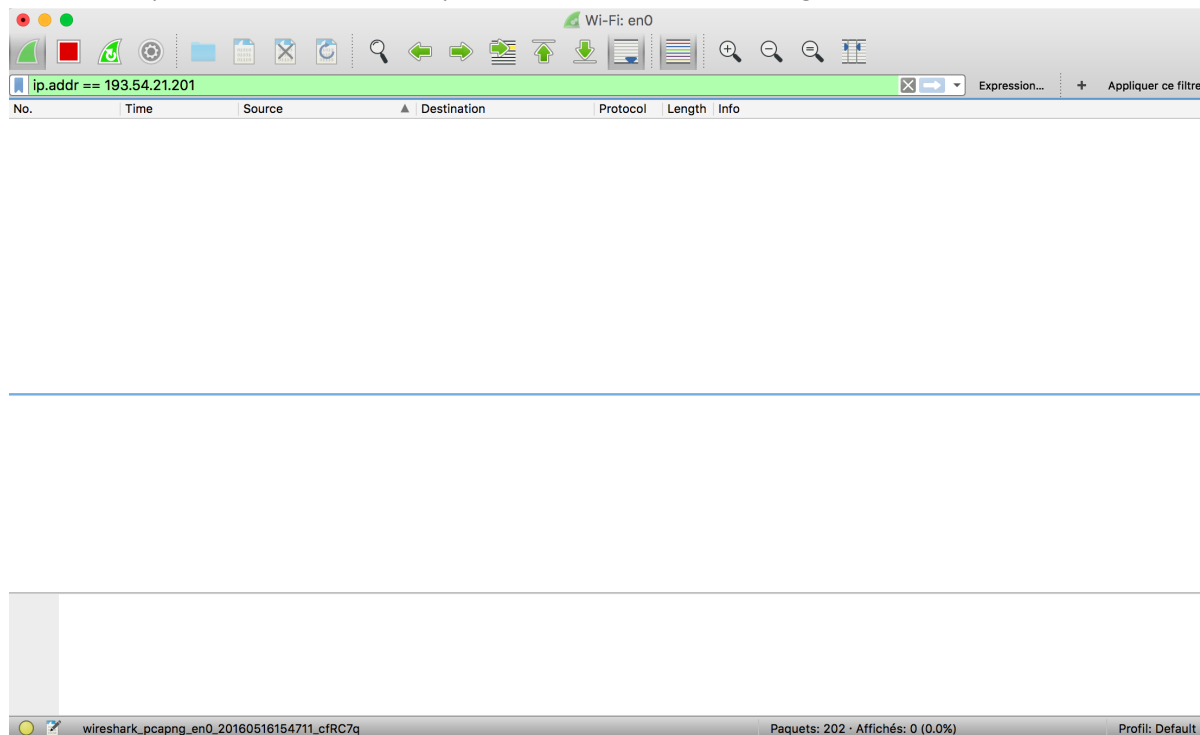 Wi-Fi: en0
ip.addr == 193.54.21.201 Expression... + Appliquer ce filtre
No. Time Source Destination Protocol Length Info
wireshark_pcapng_en0_20160516154711_cfRC7q Paquets: 202 · Affichés: 0 (0.0%) Profil: Default